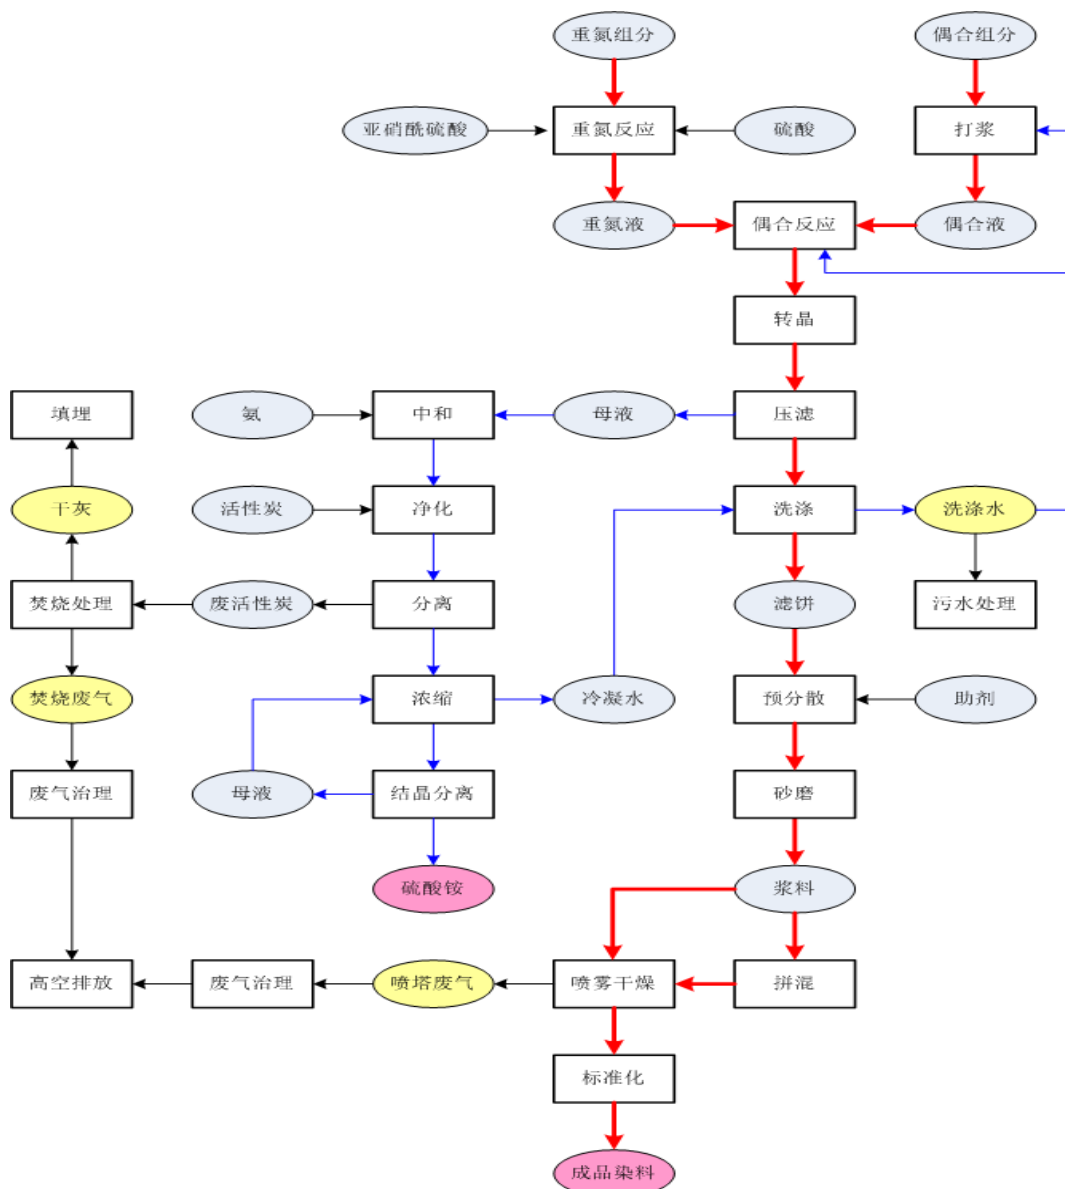 重氮组分
偶合组分
亚硝酰硫酸
重氮反应
硫酸
打浆
重氮液
偶合反应
偶合液
转晶
填埋
氨
中和
母液
压滤
干灰
活性炭
净化
洗涤
洗涤水
焚烧处理
废活性炭
分离
滤饼
污水处理
焚烧废气
浓缩
冷凝水
预分散
助剂
废气治理
母液
结晶分离
砂磨
硫酸铵
浆料
高空排放
废气治理
喷塔废气
喷雾干燥
拼混
标准化
成品染料